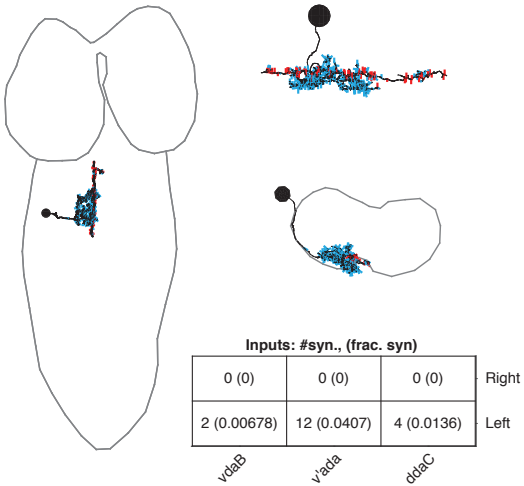 Inputs: #syn., (frac. syn)
0 (0) 0 (0) 0 (0) Right
2 (0.00678) 12 (0.0407) 4 (0.0136) Left
vdaB v'ada ddaC